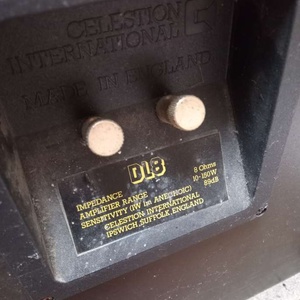 CELESTION
INTERNATIONAL
MADE IN ENGLAND
DL8
IMPEDANCE 8 Ohms
AMPLIFIER RANGE 10-150W
SENSITIVITY (1W 1m ANECHOIC) 89dB
CELESTION INTERNATIONAL
IPSWICH, SUFFOLK, ENGLAND